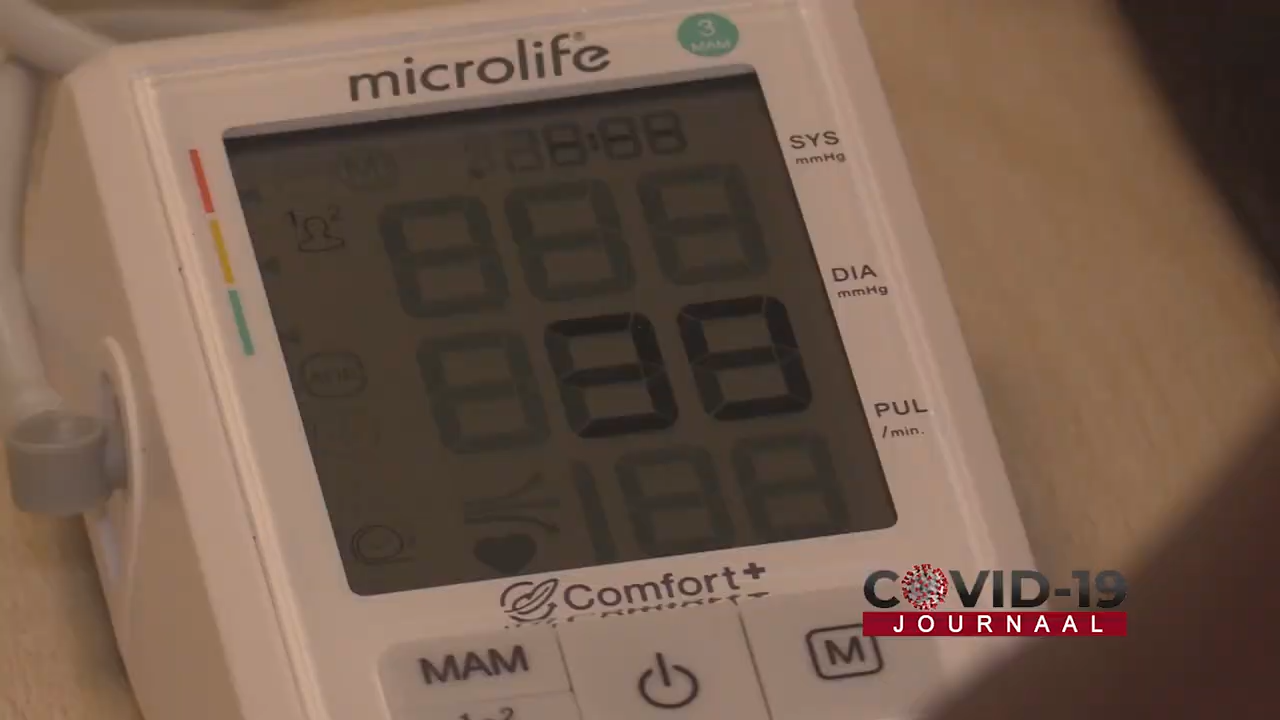 microlife
3
MAM
SYS
mmHg
DIA
mmHg
PUL
/min.
Comfort+
COVID-19
JOURNAAL
MAM
M